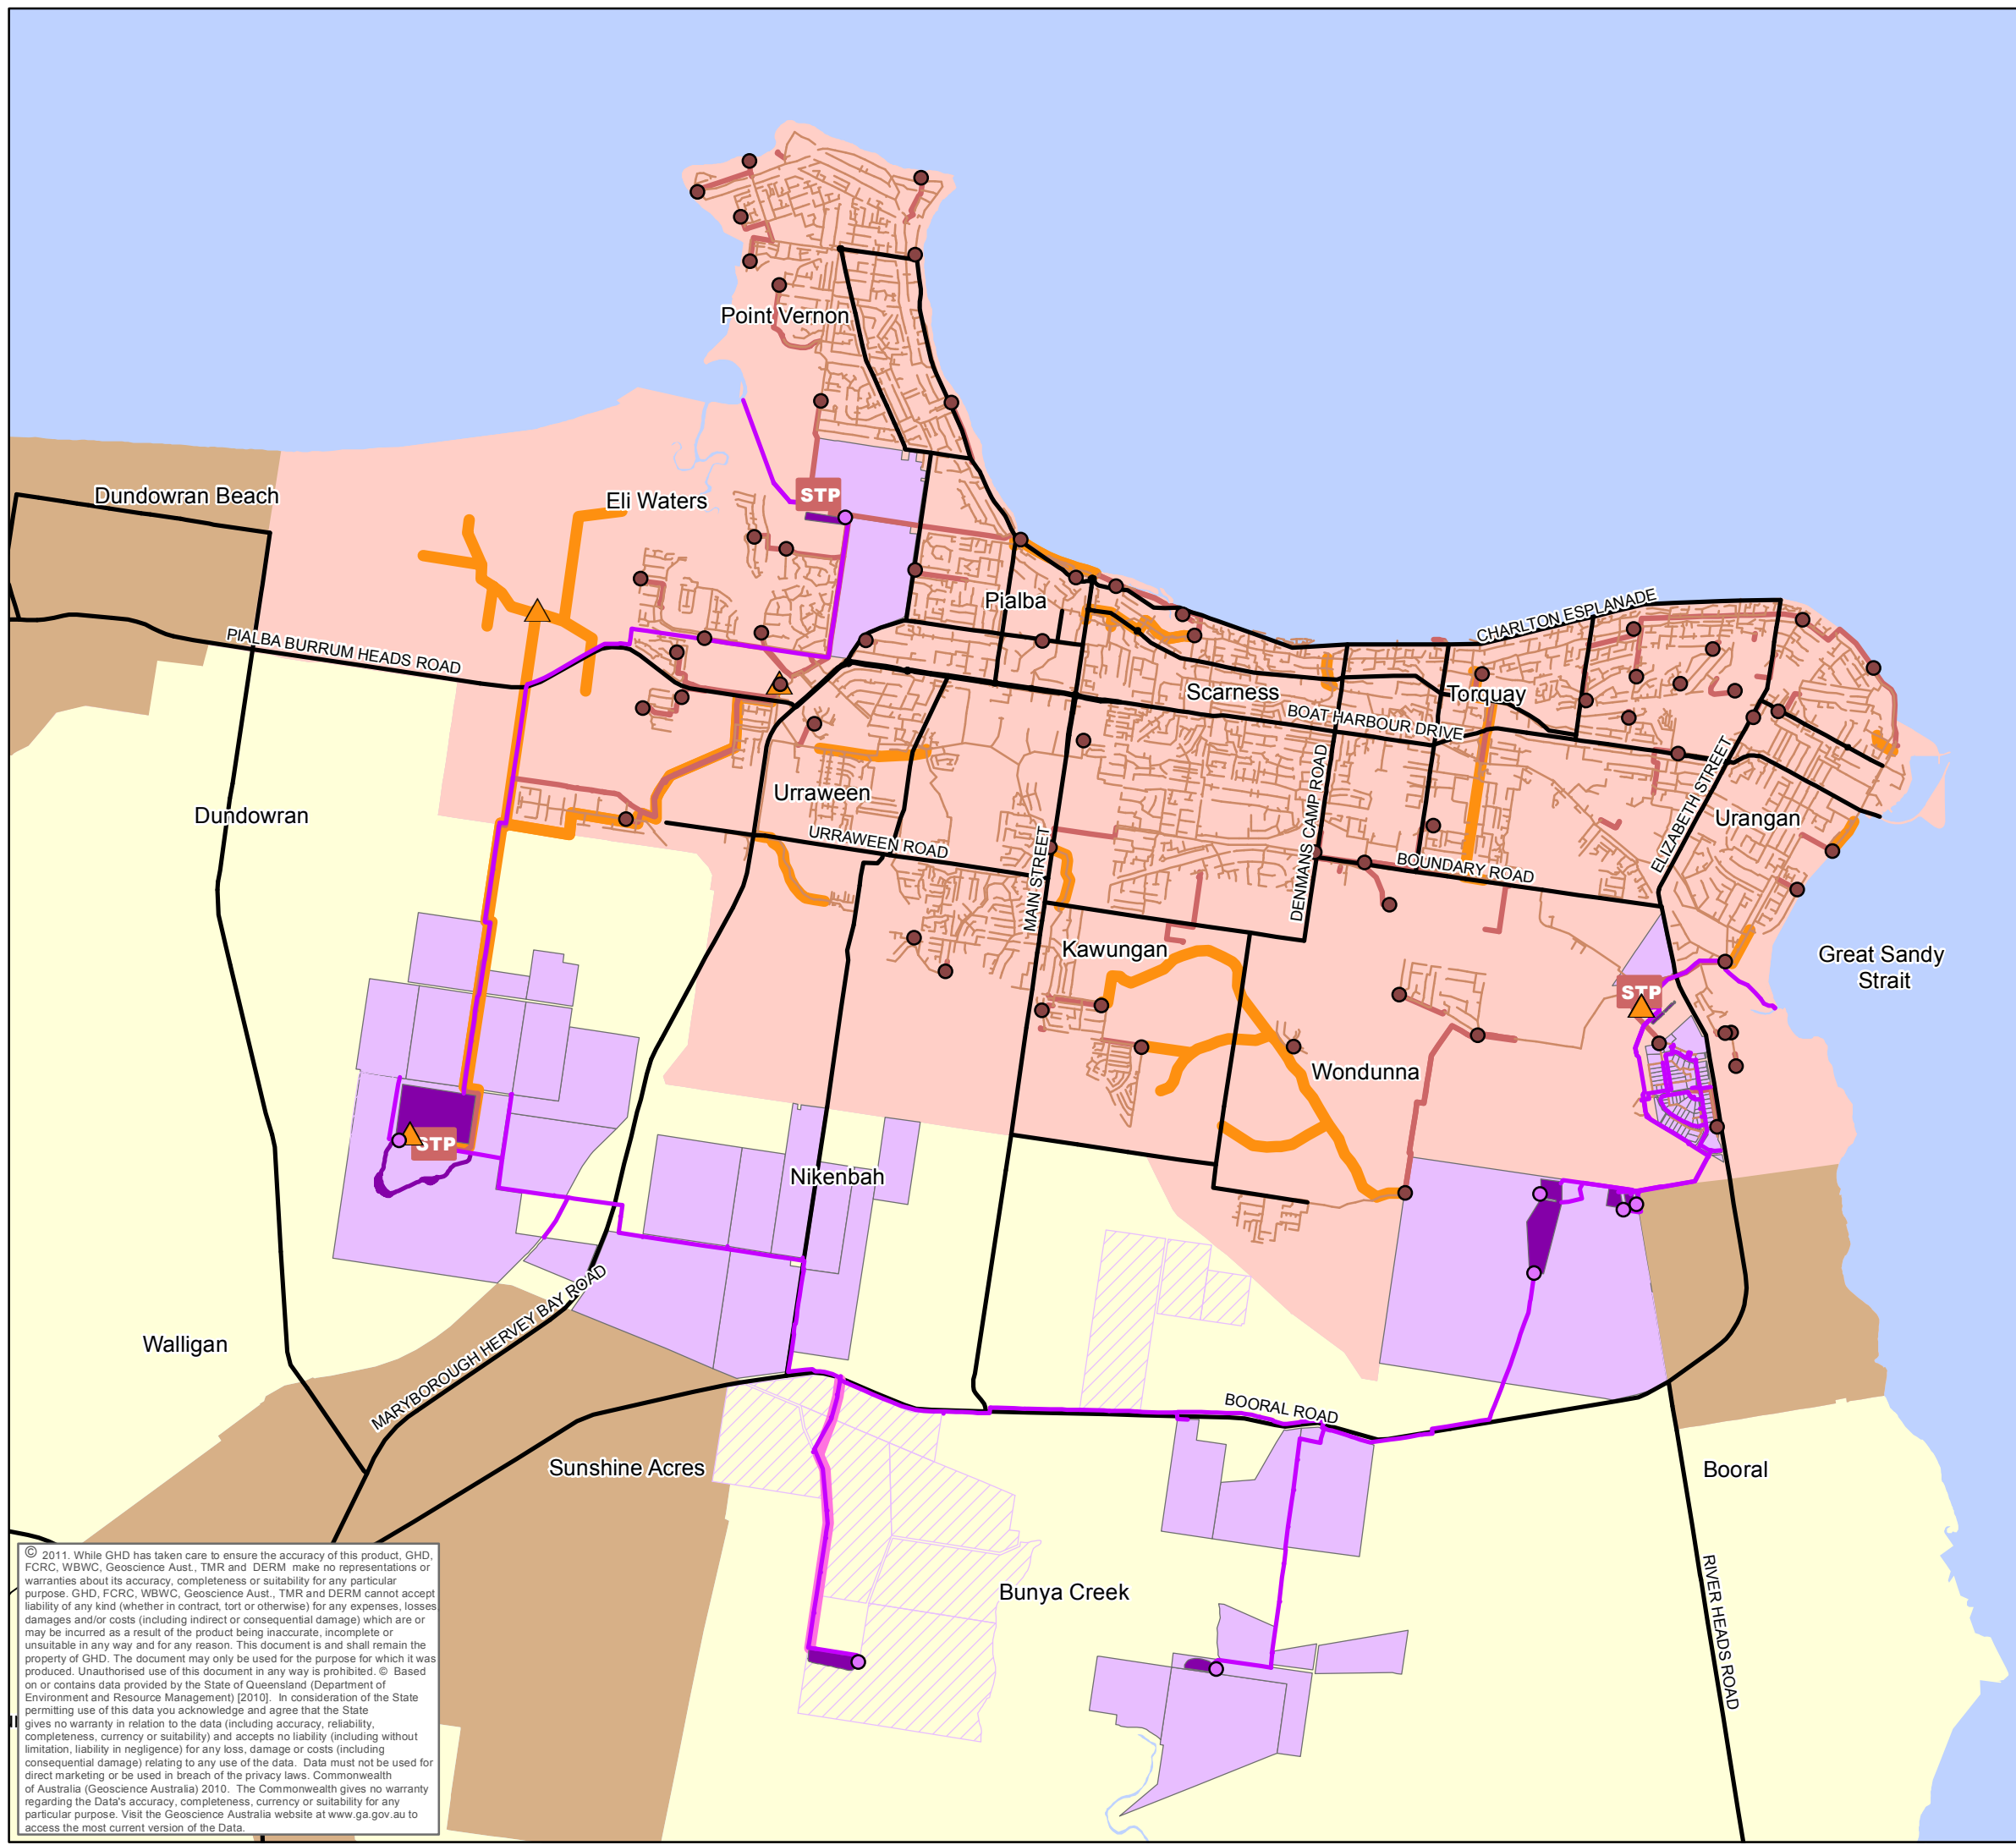 Point Vernon
Dundowran Beach
Eli Waters
STP
Pialba
CHARLTON ESPLANADE
PIALBA BURRUM HEADS ROAD
Scarness
Torquay
BOAT HARBOUR DRIVE
Dundowran
Urraween
URRAWEEN ROAD
MAIN STREET
DENMANS CAMP ROAD
BOUNDARY ROAD
ELIZABETH STREET
Urangan
Kawungan
Great Sandy
Strait
STP
Wondunna
STP
Nikenbah
Walligan
MARYBOROUGH HERVEY BAY ROAD
BOORAL ROAD
Sunshine Acres
Booral
Bunya Creek
RIVER HEADS ROAD
© 2011. While GHD has taken care to ensure the accuracy of this product, GHD,
FCRC, WBWC, Geoscience Aust., TMR and DERM make no representations or
warranties about its accuracy, completeness or suitability for any particular
purpose. GHD, FCRC, WBWC, Geoscience Aust., TMR and DERM cannot accept
liability of any kind (whether in contract, tort or otherwise) for any expenses, losses,
damages and/or costs (including indirect or consequential damage) which are or
may be incurred as a result of the product being inaccurate, incomplete or
unsuitable in any way and for any reason. This document is and shall remain the
property of GHD. The document may only be used for the purpose for which it was
produced. Unauthorised use of this document in any way is prohibited. © Based
on or contains data provided by the State of Queensland (Department of
Environment and Resource Management) [2010]. In consideration of the State
permitting use of this data you acknowledge and agree that the State
gives no warranty in relation to the data (including accuracy, reliability,
completeness, currency or suitability) and accepts no liability (including without
limitation, liability in negligence) for any loss, damage or costs (including
consequential damage) relating to any use of the data. Data must not be used for
direct marketing or be used in breach of the privacy laws. Commonwealth
of Australia (Geoscience Australia) 2010. The Commonwealth gives no warranty
regarding the Data's accuracy, completeness, currency or suitability for any
particular purpose. Visit the Geoscience Australia website at www.ga.gov.au to
access the most current version of the Data.